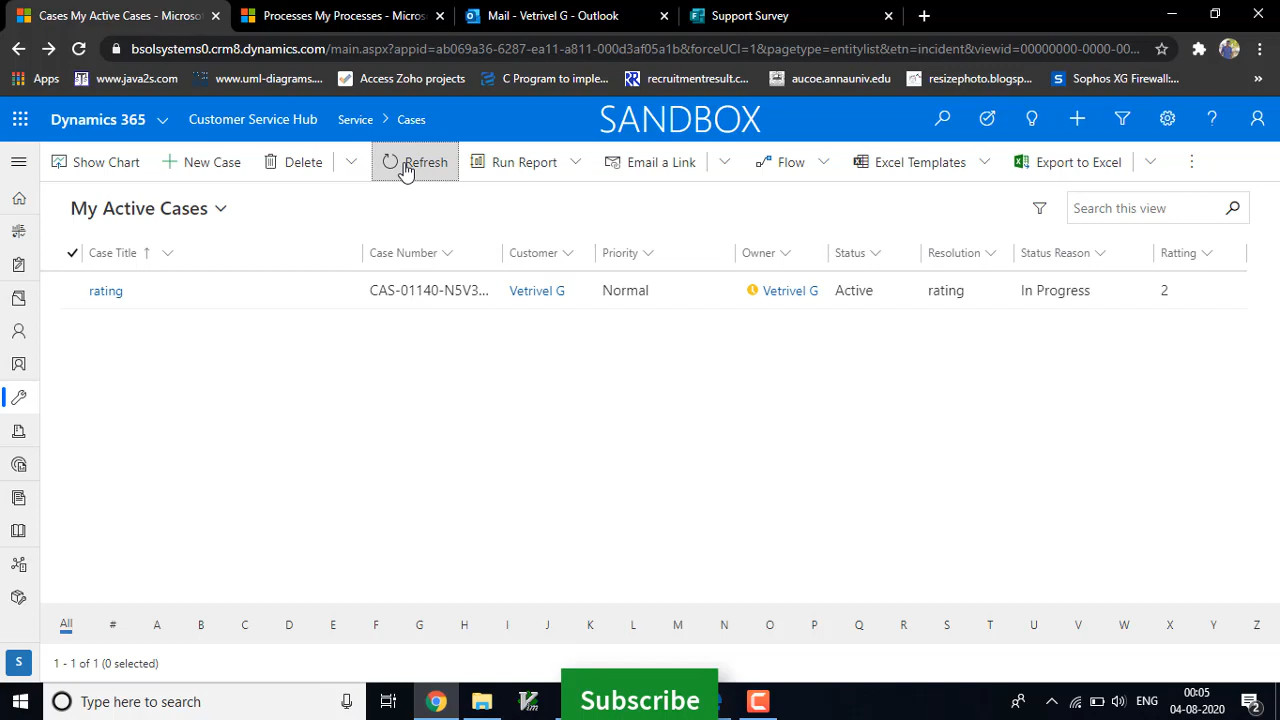 Cases My Active Cases - Microsof
Processes My Processes - Micros
Mail - Vetrivel G - Outlook
Support Survey
bsolsystems0.crm8.dynamics.com/main.aspx?appid=ab069a36-6287-ea11-a811-000d3af05a1b&forceUCI=1&pagetype=entitylist&etn=incident&viewid=00000000-0000-00...
Apps
www.java2s.com
www.uml-diagrams....
Access Zoho projects
C Program to imple...
recruitmentresult.c...
aucoe.annauniv.edu
resizephoto.blogsp...
Sophos XG Firewall:...
Dynamics 365
Customer Service Hub
Service > Cases
SANDBOX
Show Chart
New Case
Delete
Refresh
Run Report
Email a Link
Flow
Excel Templates
Export to Excel
My Active Cases
Search this view
Case Title
Case Number
Customer
Priority
Owner
Status
Resolution
Status Reason
Ratting
rating
CAS-01140-N5V3...
Vetrivel G
Normal
Vetrivel G
Active
rating
In Progress
2
All # A B C D E F G H I J K L M N O P Q R S T U V W X Y Z
1 - 1 of 1 (0 selected)
S
Subscribe
Type here to search
ENG
00:05
04-08-2020
2